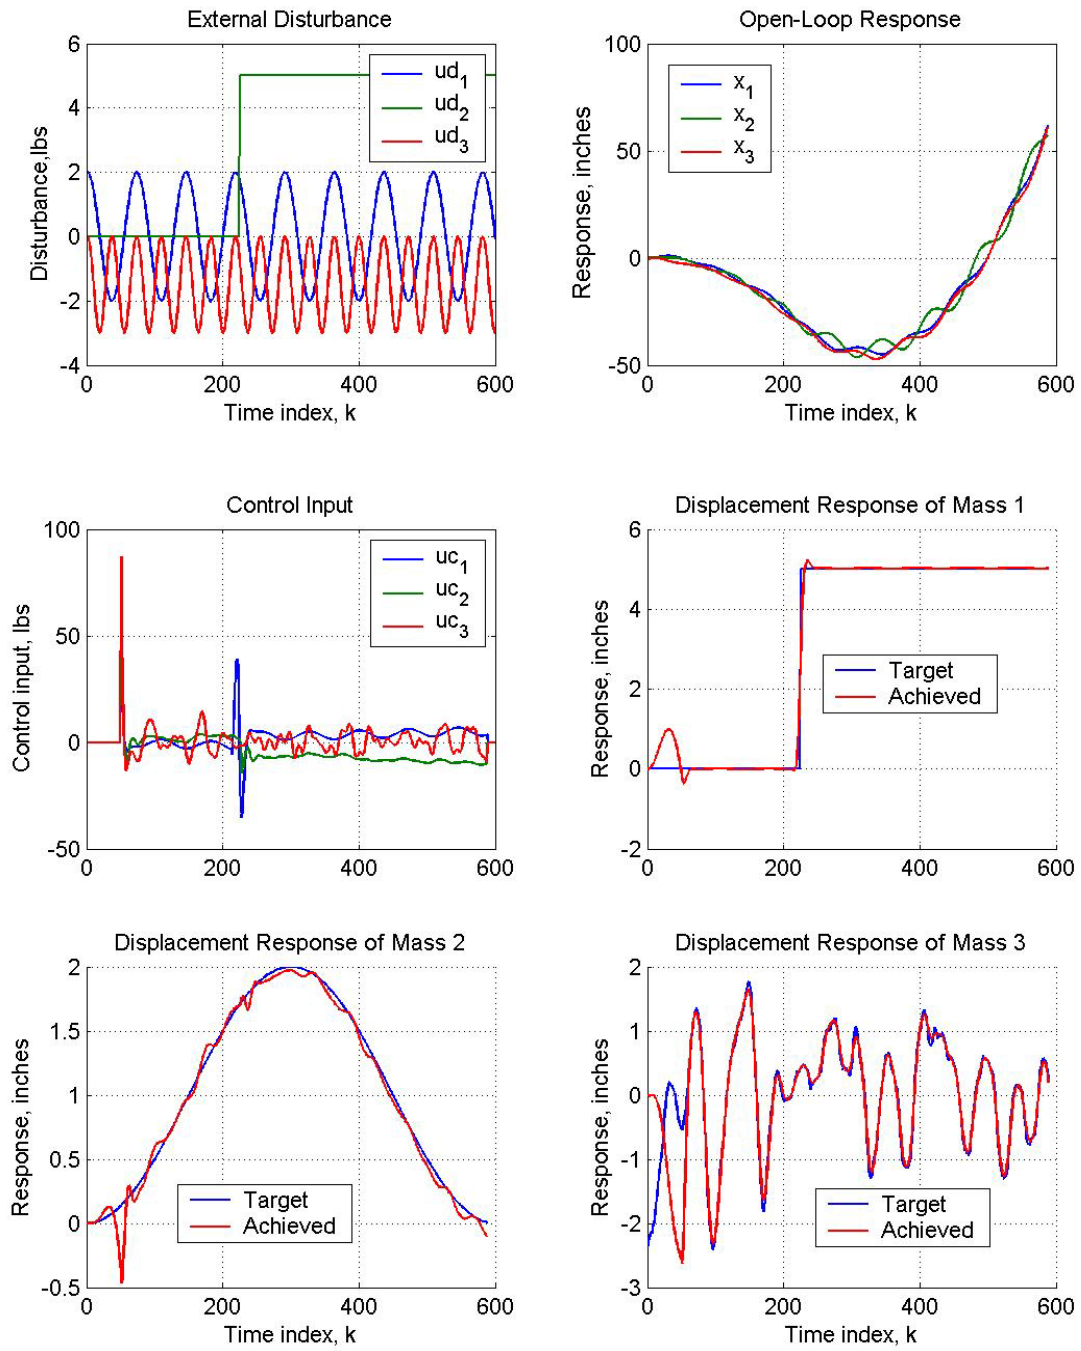 External Disturbance
6
4
2
0
-2
-4
Disturbance,lbs
ud1
ud2
ud3
0
200
400
600
Time index, k
Open-Loop Response
100
50
0
-50
Response, inches
x1
x2
x3
0
200
400
600
Time index, k
Control Input
100
50
0
-50
Control input, lbs
uc1
uc2
uc3
0
200
400
600
Displacement Response of Mass 1
6
4
2
0
-2
Response, inches
Target
Achieved
0
200
400
600
Displacement Response of Mass 2
2
1.5
1
0.5
0
-0.5
Response, inches
Target
Achieved
0
200
400
600
Time index, k
Displacement Response of Mass 3
2
1
0
-1
-2
-3
Response, inches
Target
Achieved
0
200
400
600
Time index, k